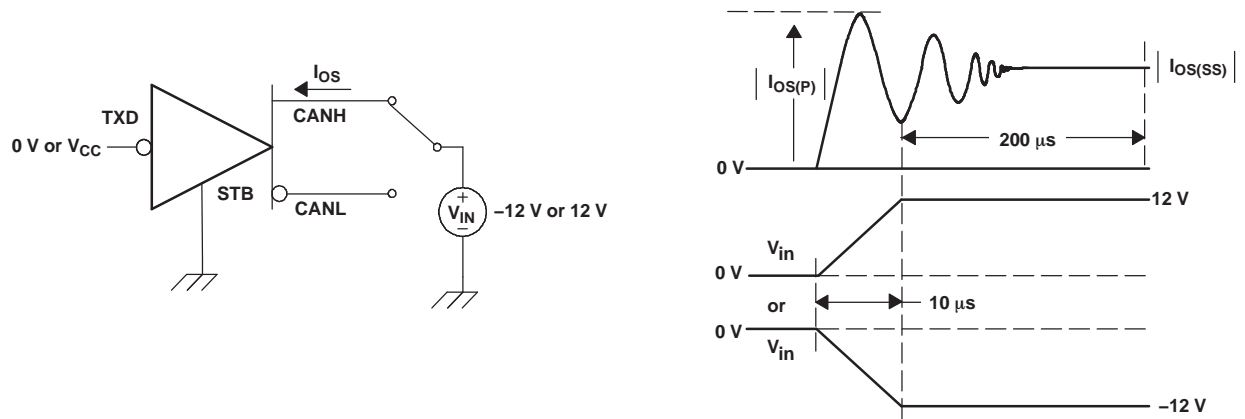 I_OS
TXD
CANH
0 V or V_CC
STB
CANL
+
V_IN
–
–12 V or 12 V
| I_OS(P) |
| I_OS(SS) |
200 μs
0 V
12 V
V_in
0 V
10 μs
or
0 V
V_in
–12 V